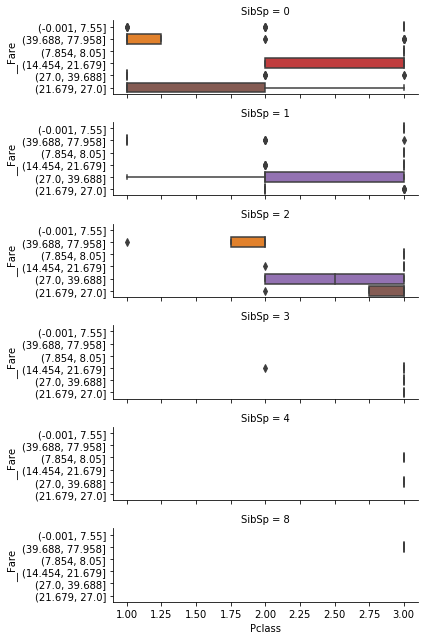 SibSp = 0
_Fare
(-0.001, 7.55]
(39.688, 77.958]
(7.854, 8.05]
(14.454, 21.679]
(27.0, 39.688]
(21.679, 27.0]
SibSp = 1
_Fare
(-0.001, 7.55]
(39.688, 77.958]
(7.854, 8.05]
(14.454, 21.679]
(27.0, 39.688]
(21.679, 27.0]
SibSp = 2
_Fare
(-0.001, 7.55]
(39.688, 77.958]
(7.854, 8.05]
(14.454, 21.679]
(27.0, 39.688]
(21.679, 27.0]
SibSp = 3
_Fare
(-0.001, 7.55]
(39.688, 77.958]
(7.854, 8.05]
(14.454, 21.679]
(27.0, 39.688]
(21.679, 27.0]
SibSp = 4
_Fare
(-0.001, 7.55]
(39.688, 77.958]
(7.854, 8.05]
(14.454, 21.679]
(27.0, 39.688]
(21.679, 27.0]
SibSp = 8
_Fare
(-0.001, 7.55]
(39.688, 77.958]
(7.854, 8.05]
(14.454, 21.679]
(27.0, 39.688]
(21.679, 27.0]
1.00 1.25 1.50 1.75 2.00 2.25 2.50 2.75 3.00
Pclass